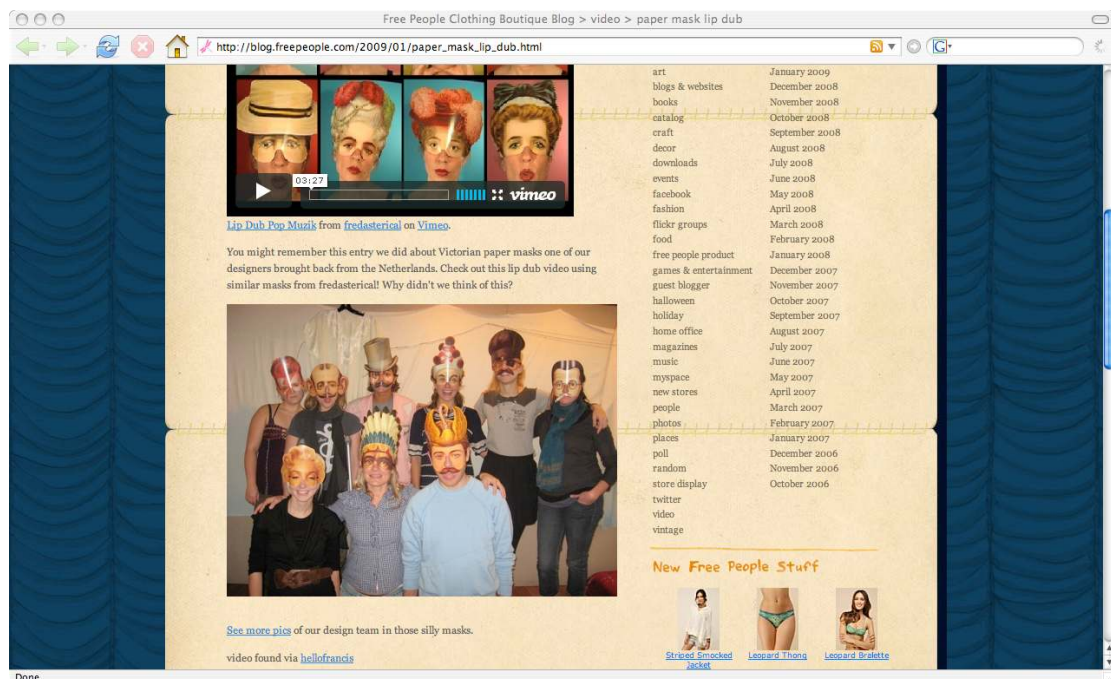 Free People Clothing Boutique Blog > video > paper mask lip dub
http://blog.freepeople.com/2009/01/paper_mask_lip_dub.html
G
03:27
vimeo
Lip Dub Pop Muzik from fredasterical on Vimeo.
You might remember this entry we did about Victorian paper masks one of our
designers brought back from the Netherlands. Check out this lip dub video using
similar masks from fredasterical! Why didn't we think of this?
See more pics of our design team in those silly masks.
video found via hellofrancis
art
blogs & websites
books
catalog
craft
decor
downloads
events
facebook
fashion
flickr groups
food
free people product
games & entertainment
guest blogger
halloween
holiday
home office
magazines
music
myspace
new stores
people
photos
places
poll
random
store display
twitter
video
vintage
January 2009
December 2008
November 2008
October 2008
September 2008
August 2008
July 2008
June 2008
May 2008
April 2008
March 2008
February 2008
January 2008
December 2007
November 2007
October 2007
September 2007
August 2007
July 2007
June 2007
May 2007
April 2007
March 2007
February 2007
January 2007
December 2006
November 2006
October 2006
New Free People Stuff
Striped Smocked
Jacket
Leopard Thong
Leopard Bralette
Done